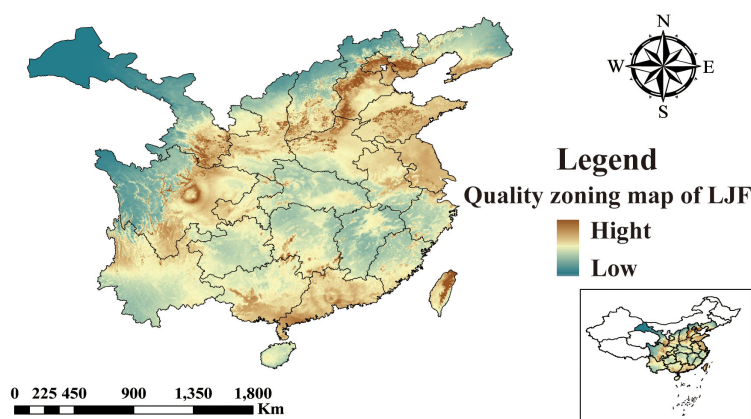 N
W E
S
Legend
Quality zoning map of LJF
Hight
Low
0 225 450 900 1,350 1,800
Km